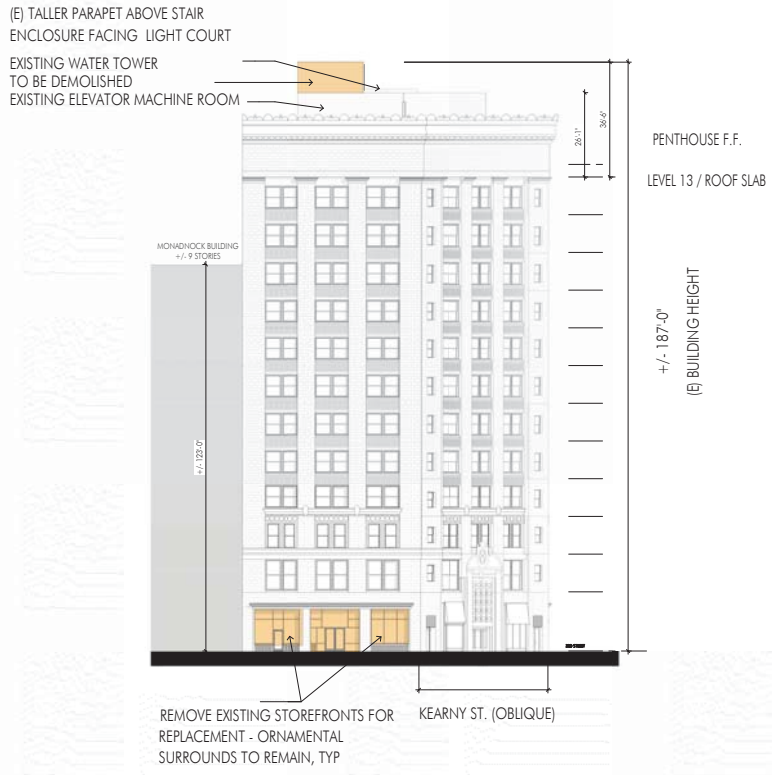 (E) TALLER PARAPET ABOVE STAIR
ENCLOSURE FACING LIGHT COURT
EXISTING WATER TOWER
TO BE DEMOLISHED
EXISTING ELEVATOR MACHINE ROOM
26'-1"
36'-6"
PENTHOUSE F.F.
LEVEL 13 / ROOF SLAB
MONADNOCK BUILDING
+/- 9 STORIES
+/- 123'-0"
+/- 187'-0"
(E) BUILDING HEIGHT
REMOVE EXISTING STOREFRONTS FOR
REPLACEMENT - ORNAMENTAL
SURROUNDS TO REMAIN, TYP
KEARNY ST. (OBLIQUE)